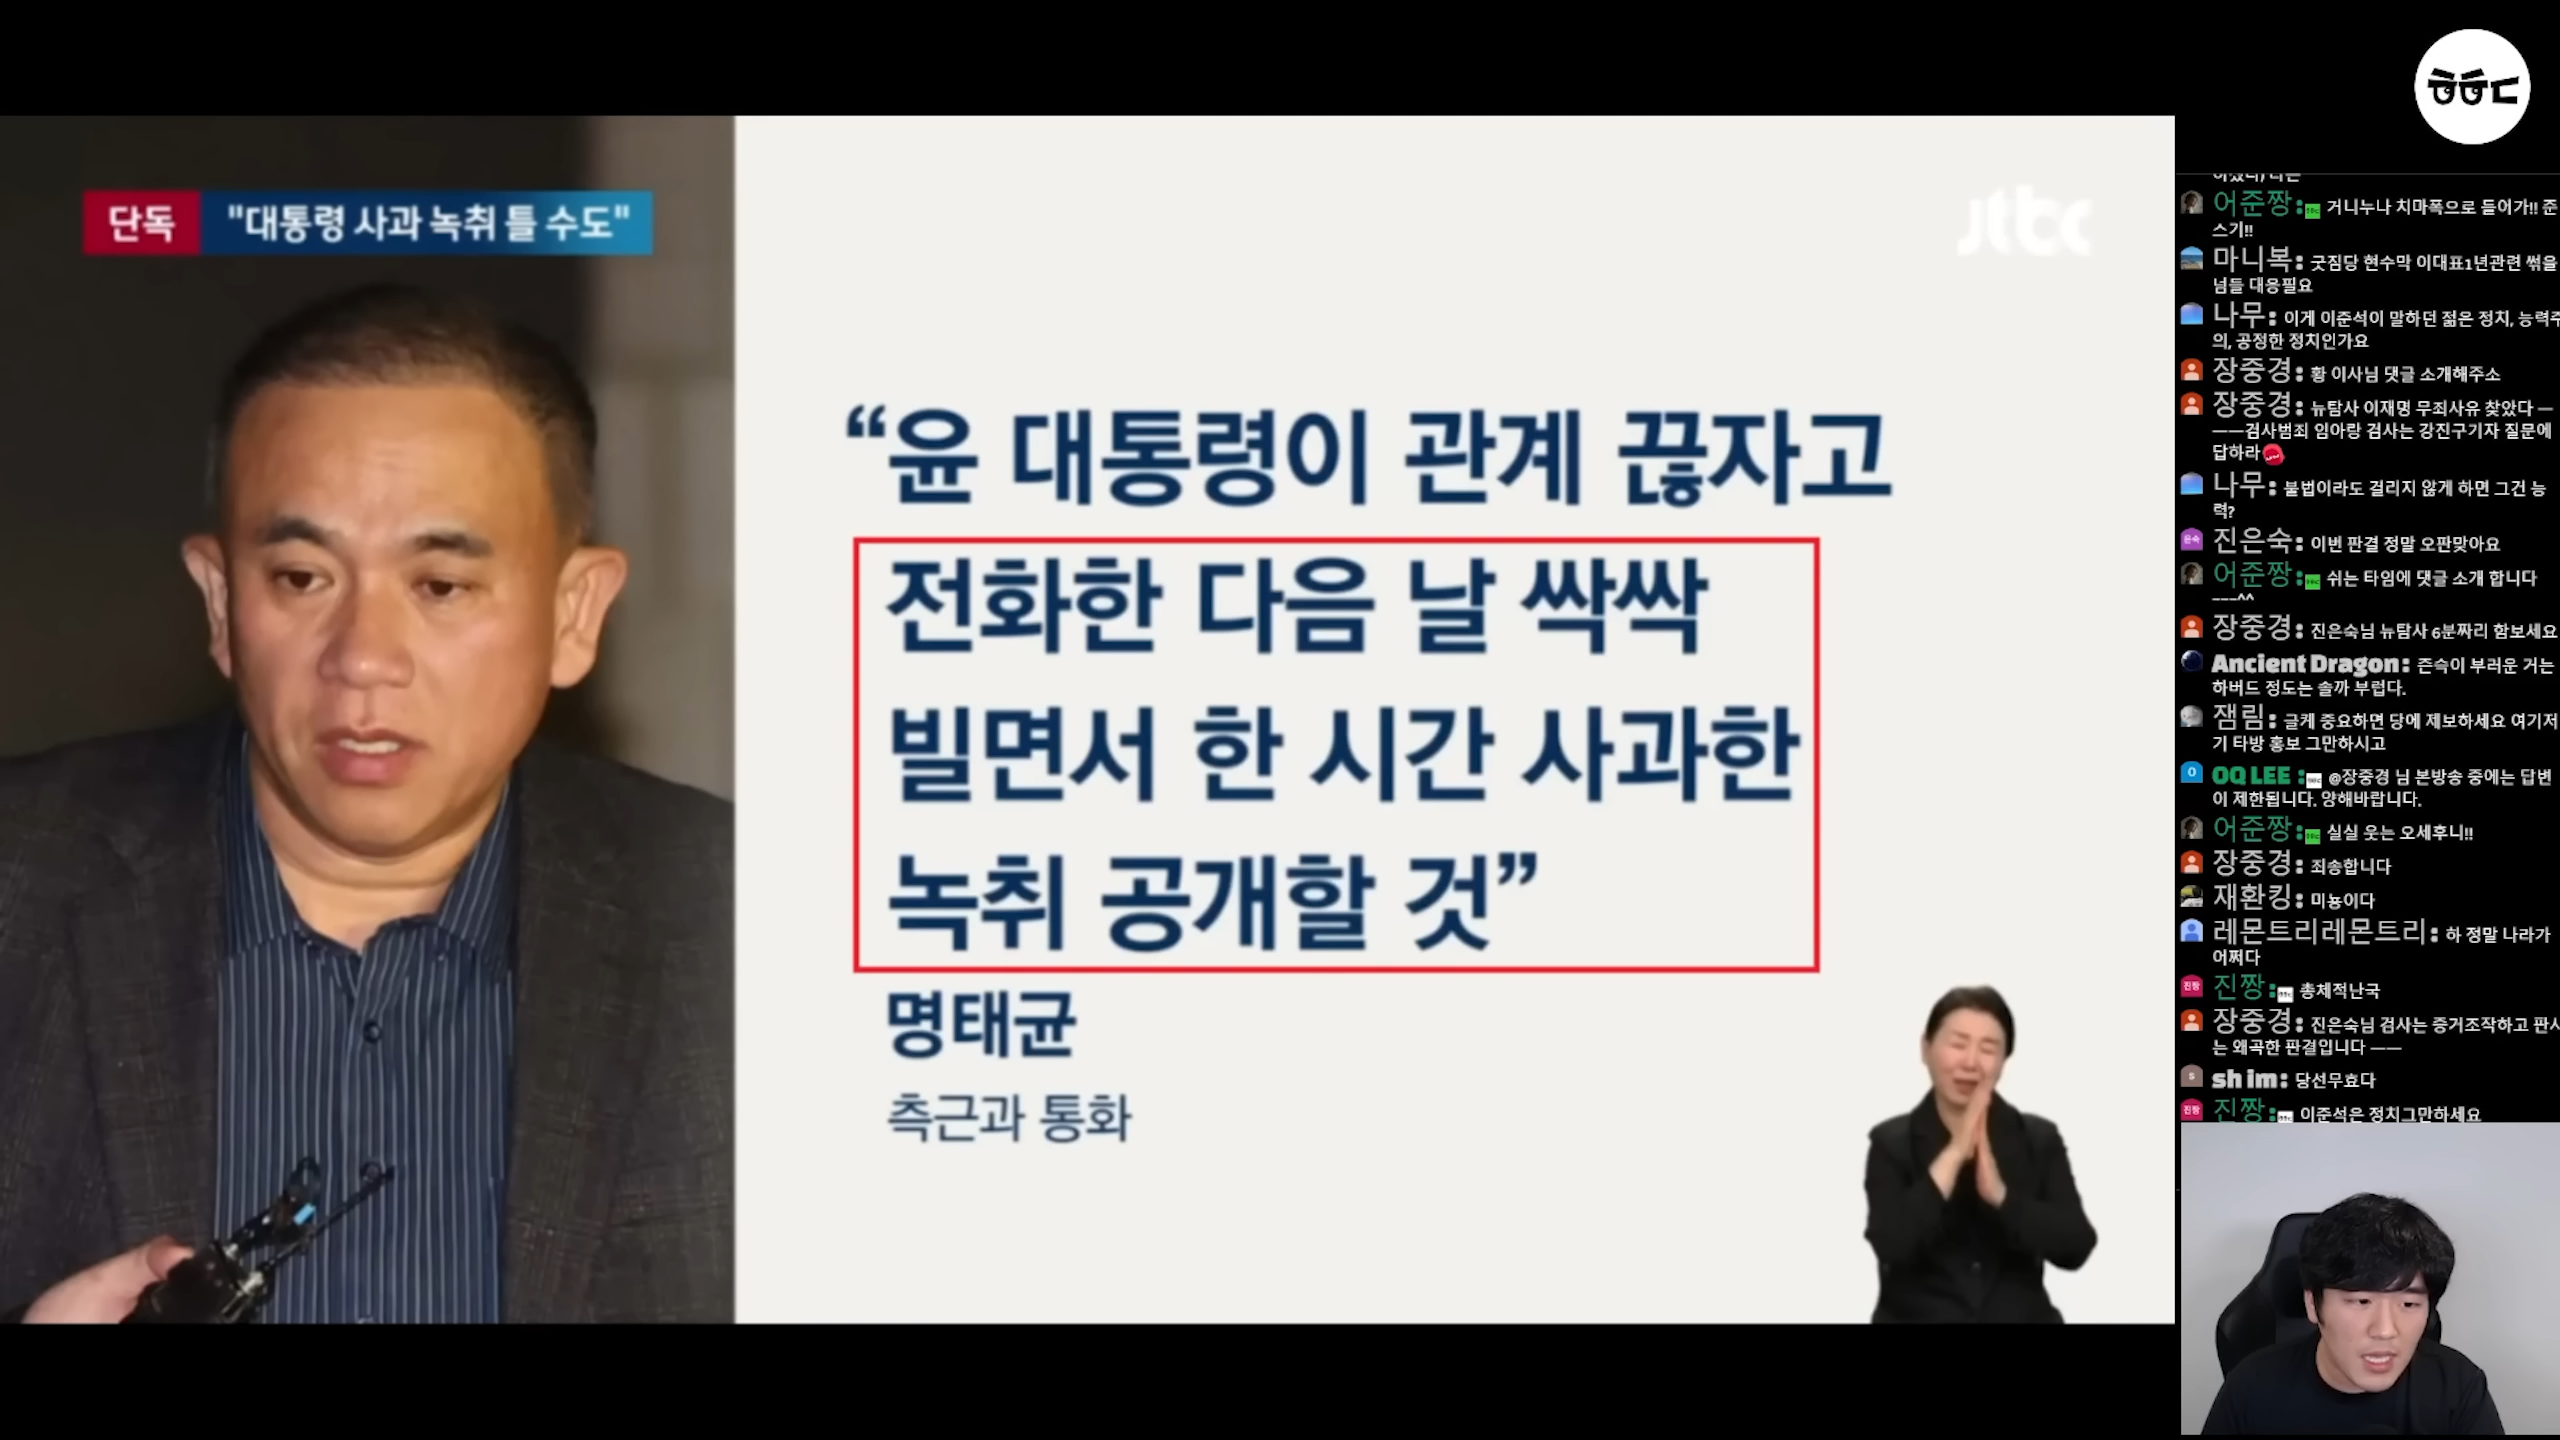 ㅎㅎㄷ
단독 "대통령 사과 녹취 틀 수도"
jtbc
“윤 대통령이 관계 끊자고
전화한 다음 날 싹싹
빌면서 한 시간 사과한
녹취 공개할 것”
명태균
측근과 통화
어준짱: 거니누나 치마폭으로 들어가!! 준
스기!!
마니복: 굿짐당 현수막 이대표1년관련 썪을
넘들 대응필요
나무: 이게 이준석이 말하던 젊은 정치, 능력주
의, 공정한 정치인가요
장중경: 황 이사님 댓글 소개해주소
장중경: 뉴탐사 이재명 무죄사유 찾았다 ㅡ
ㅡㅡ검사범죄 임아랑 검사는 강진구기자 질문에
답하라
나무: 불법이라도 걸리지 않게 하면 그건 능
력?
은숙
진은숙: 이번 판결 정말 오판맞아요
어준짱: 쉬는 타임에 댓글 소개 합니다
~~~^^
장중경: 진은숙님 뉴탐사 6분짜리 함보세요
Ancient Dragon: 즌슥이 부러운 거는
하버드 정도는 솔까 부럽다.
잼림: 글케 중요하면 당에 제보하세요 여기저
기 타방 홍보 그만하시고
O
OQ LEE : @장중경 님 본방송 중에는 답변
이 제한됩니다. 양해바랍니다.
어준짱: 실실 웃는 오세후니!!
장중경: 죄송합니다
재환킹: 미뇽이다
레몬트리레몬트리: 하 정말 나라가
어쩌다
진짱
진짱: 총체적난국
장중경: 진은숙님 검사는 증거조작하고 판사
는 왜곡한 판결입니다 ㅡㅡ
S
sh im: 당선무효다
진짱
진짱: 이준석은 정치그만하세요